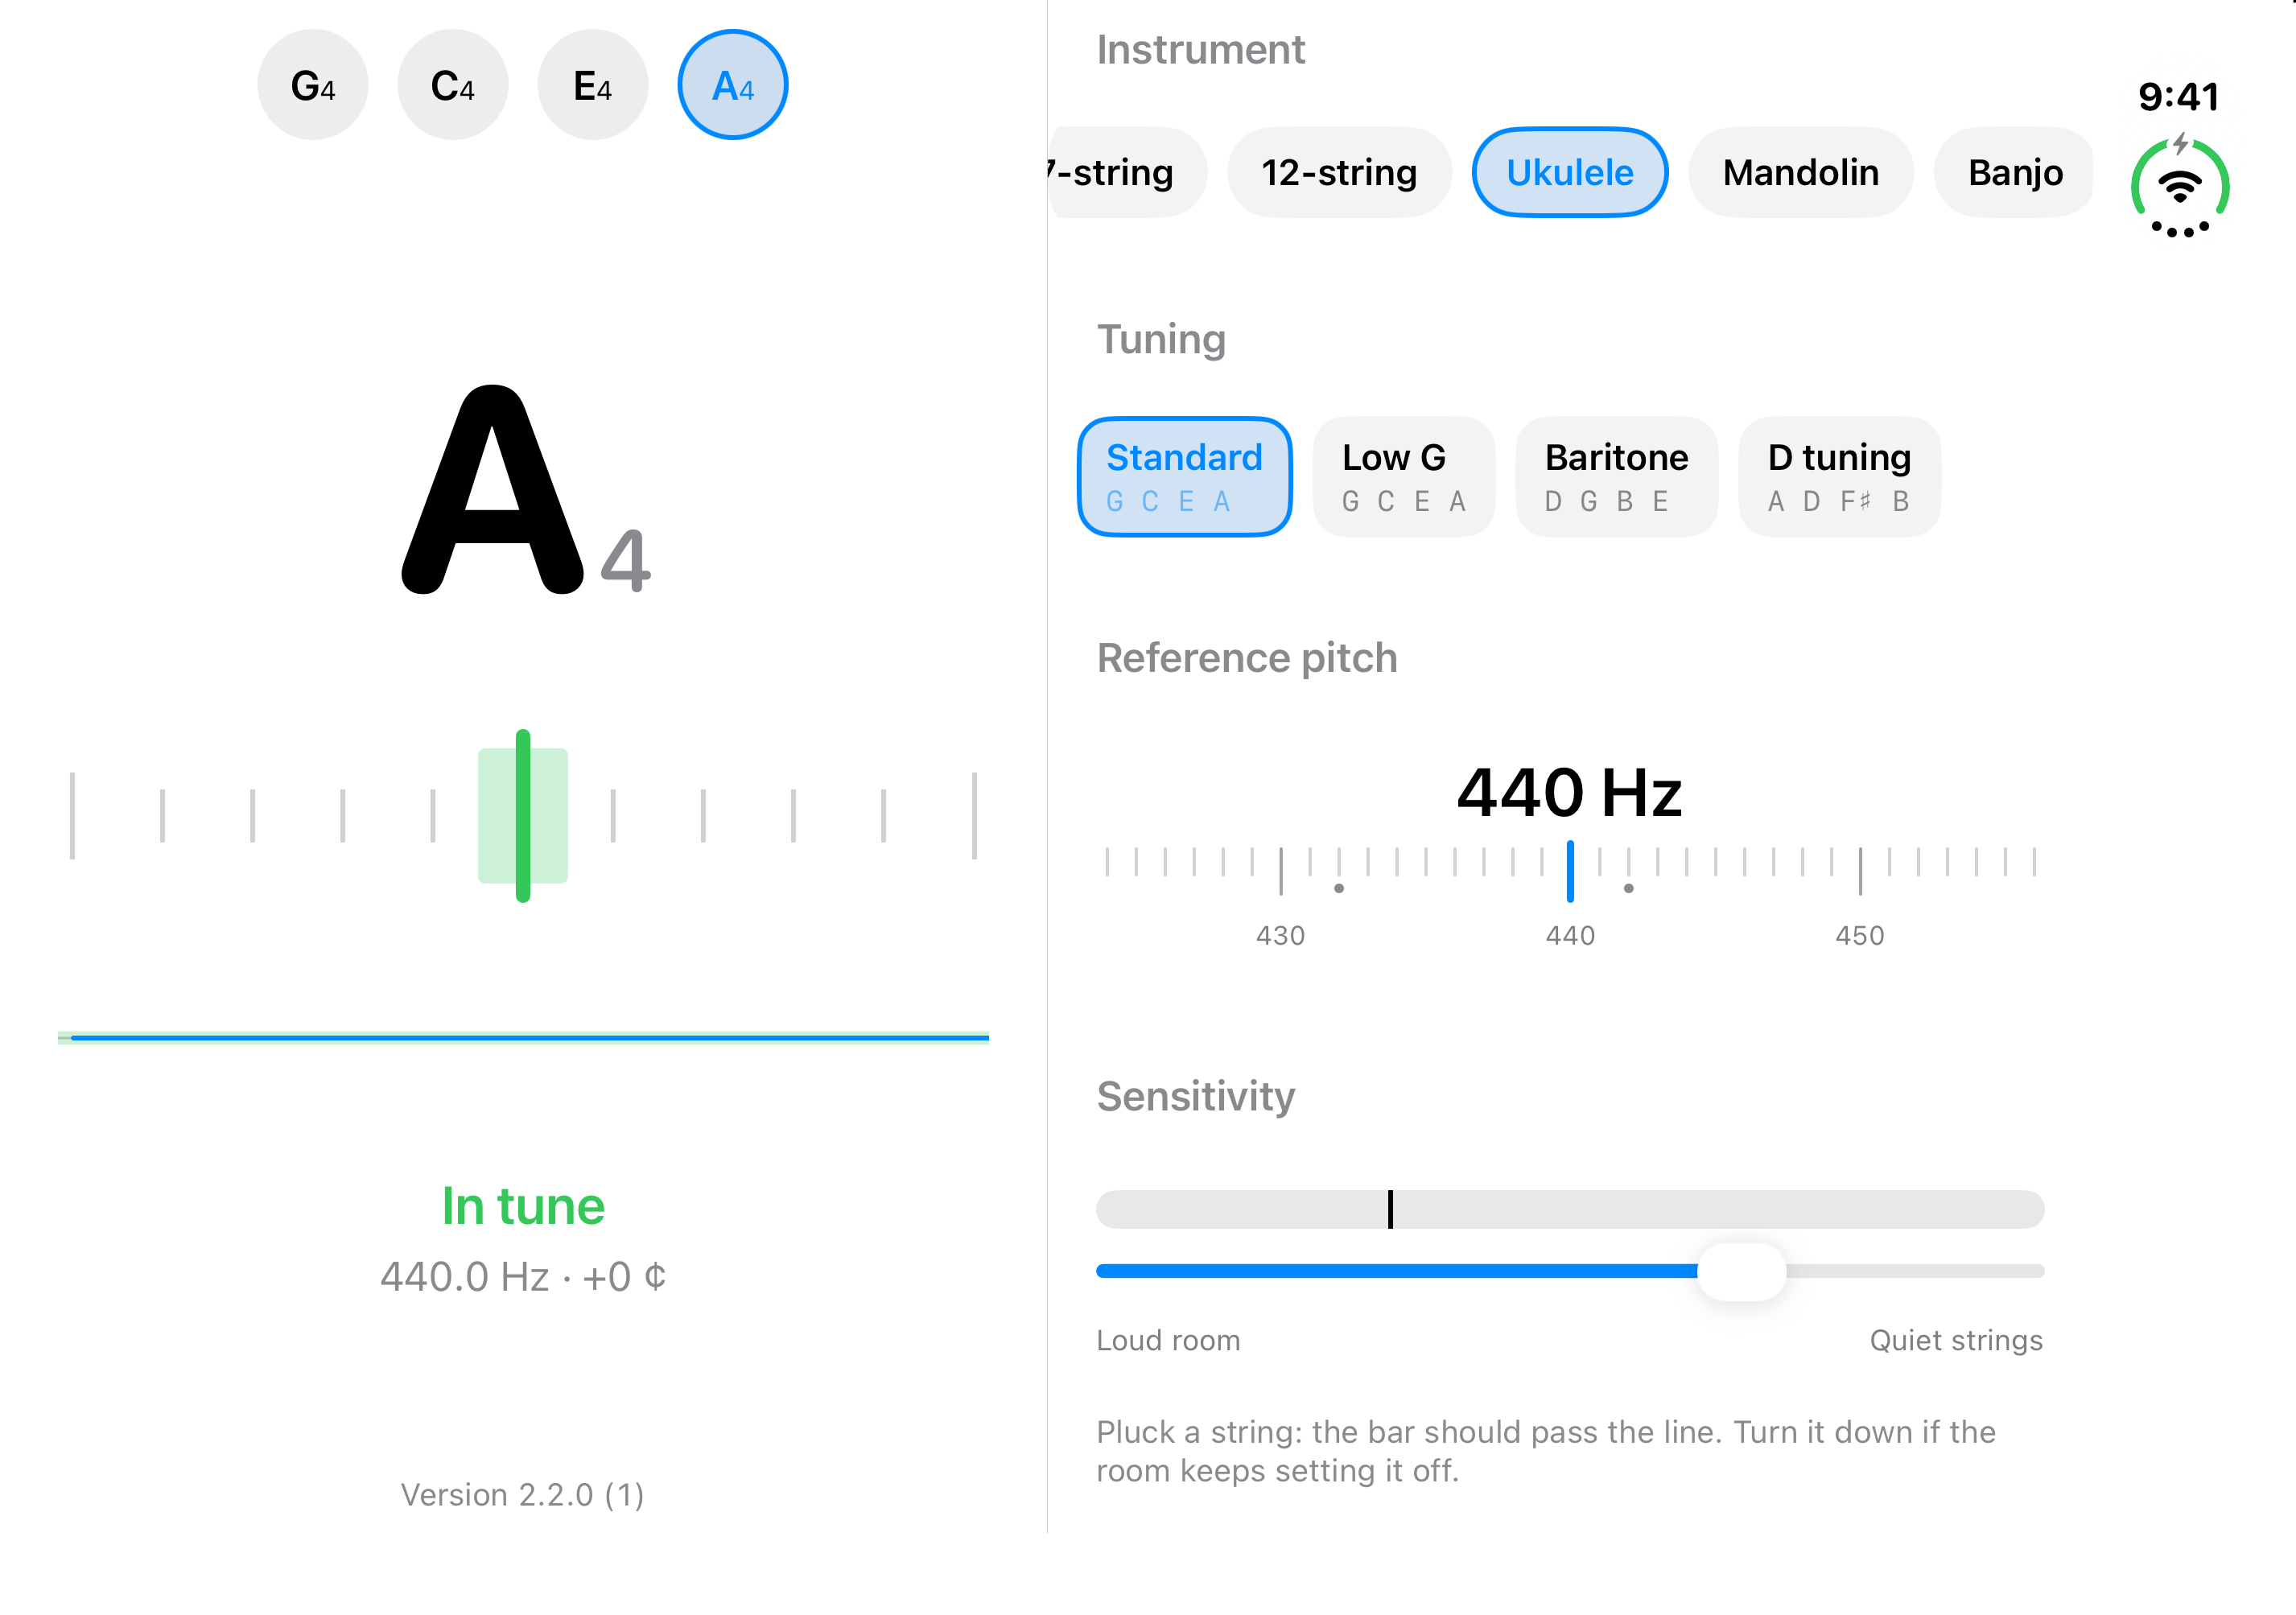 G4 C4 E4 A4
A4
In tune
440.0 Hz · +0 ¢
Version 2.2.0 (1)
Instrument
9:41
7-string 12-string Ukulele Mandolin Banjo
Tuning
Standard Low G Baritone D tuning
G C E A G C E A D G B E A D F♯ B
Reference pitch
440 Hz
430 440 450
Sensitivity
Loud room Quiet strings
Pluck a string: the bar should pass the line. Turn it down if the
room keeps setting it off.